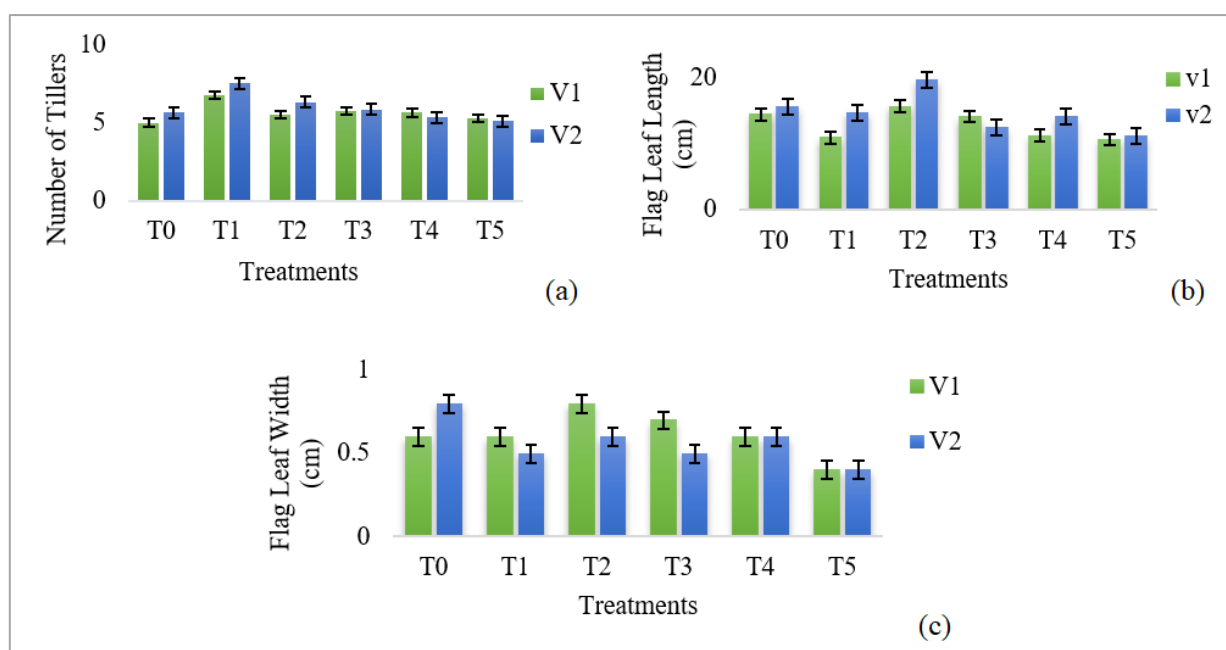 10
5
0
Number of Tillers
T0 T1 T2 T3 T4 T5
Treatments
V1
V2
(a)
20
0
Flag Leaf Length
(cm)
T0 T1 T2 T3 T4 T5
Treatments
v1
v2
(b)
1
0.5
0
Flag Leaf Width
(cm)
T0 T1 T2 T3 T4 T5
Treatments
V1
V2
(c)